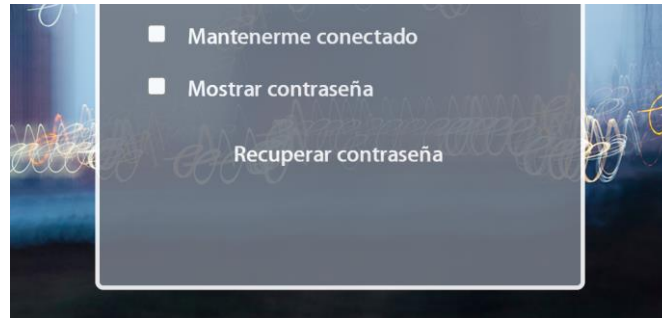 Mantenerme conectado
Mostrar contraseña
Recuperar contraseña